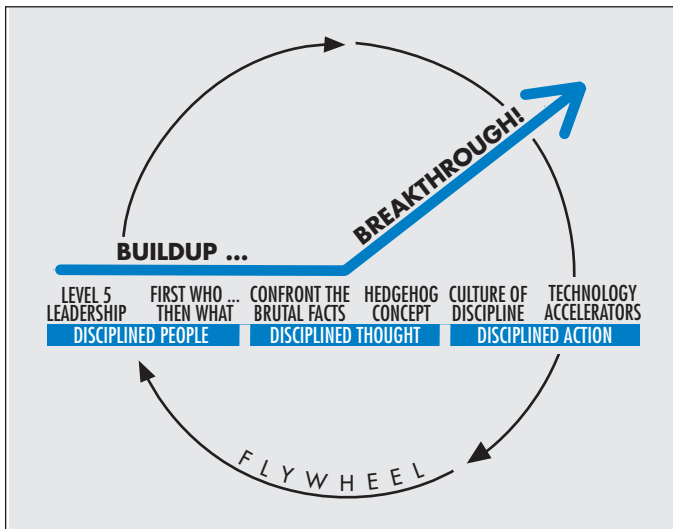 BREAKTHROUGH!
BUILDUP ...
LEVEL 5
LEADERSHIP
FIRST WHO ...
THEN WHAT
CONFRONT THE
BRUTAL FACTS
HEDGEHOG
CONCEPT
CULTURE OF
DISCIPLINE
TECHNOLOGY
ACCELERATORS
DISCIPLINED PEOPLE
DISCIPLINED THOUGHT
DISCIPLINED ACTION
FLYWHEEL